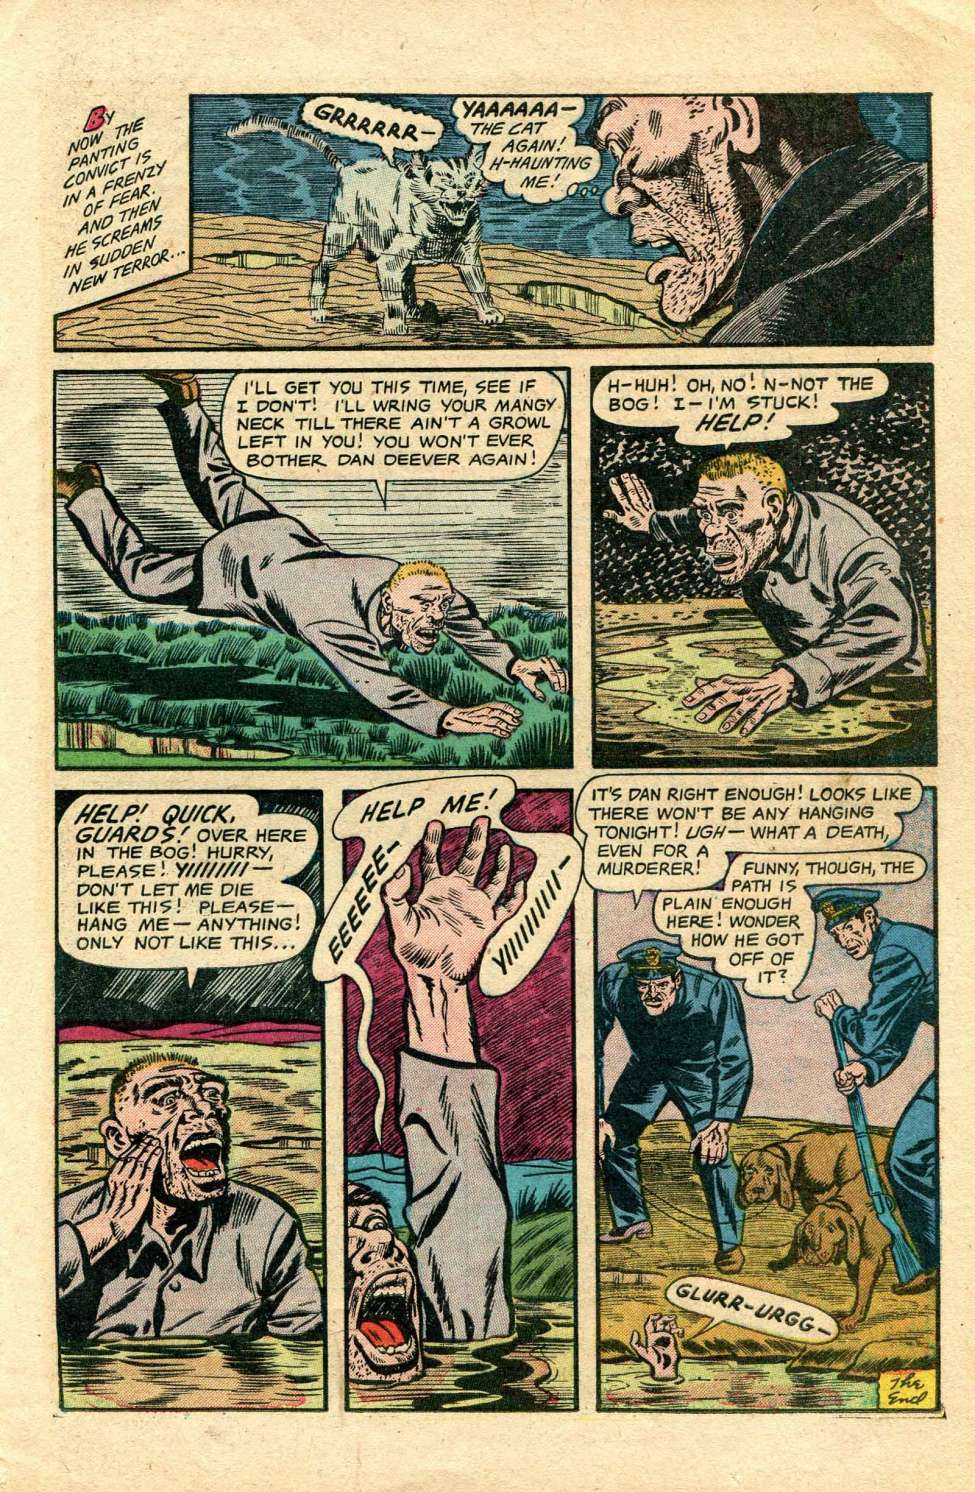 BY
NOW THE
PANTING
CONVICT IS
IN A FRENZY
OF FEAR.
AND THEN
HE SCREAMS
IN SUDDEN
NEW TERROR...
GRRRRRR-
YAAAAAA-
THE CAT
AGAIN!
H-HAUNTING
ME!
I'LL GET YOU THIS TIME, SEE IF
I DON'T! I'LL WRING YOUR MANGY
NECK TILL THERE AIN'T A GROWL
LEFT IN YOU! YOU WON'T EVER
BOTHER DAN DEEVER AGAIN!
H-HUH! OH, NO! N-NOT THE
BOG! I-I'M STUCK!
HELP!
HELP! QUICK,
GUARDS! OVER HERE
IN THE BOG! HURRY,
PLEASE! YIIIIIIII-
DON'T LET ME DIE
LIKE THIS! PLEASE-
HANG ME- ANYTHING!
ONLY NOT LIKE THIS...
HELP ME!
EEEEEEE-
YIIIIIIIII-
IT'S DAN RIGHT ENOUGH! LOOKS LIKE
THERE WON'T BE ANY HANGING
TONIGHT! UGH- WHAT A DEATH,
EVEN FOR A
MURDERER!
FUNNY, THOUGH, THE
PATH IS
PLAIN ENOUGH
HERE! WONDER
HOW HE GOT
OFF OF
IT?
GLURR-URGG-
The
End